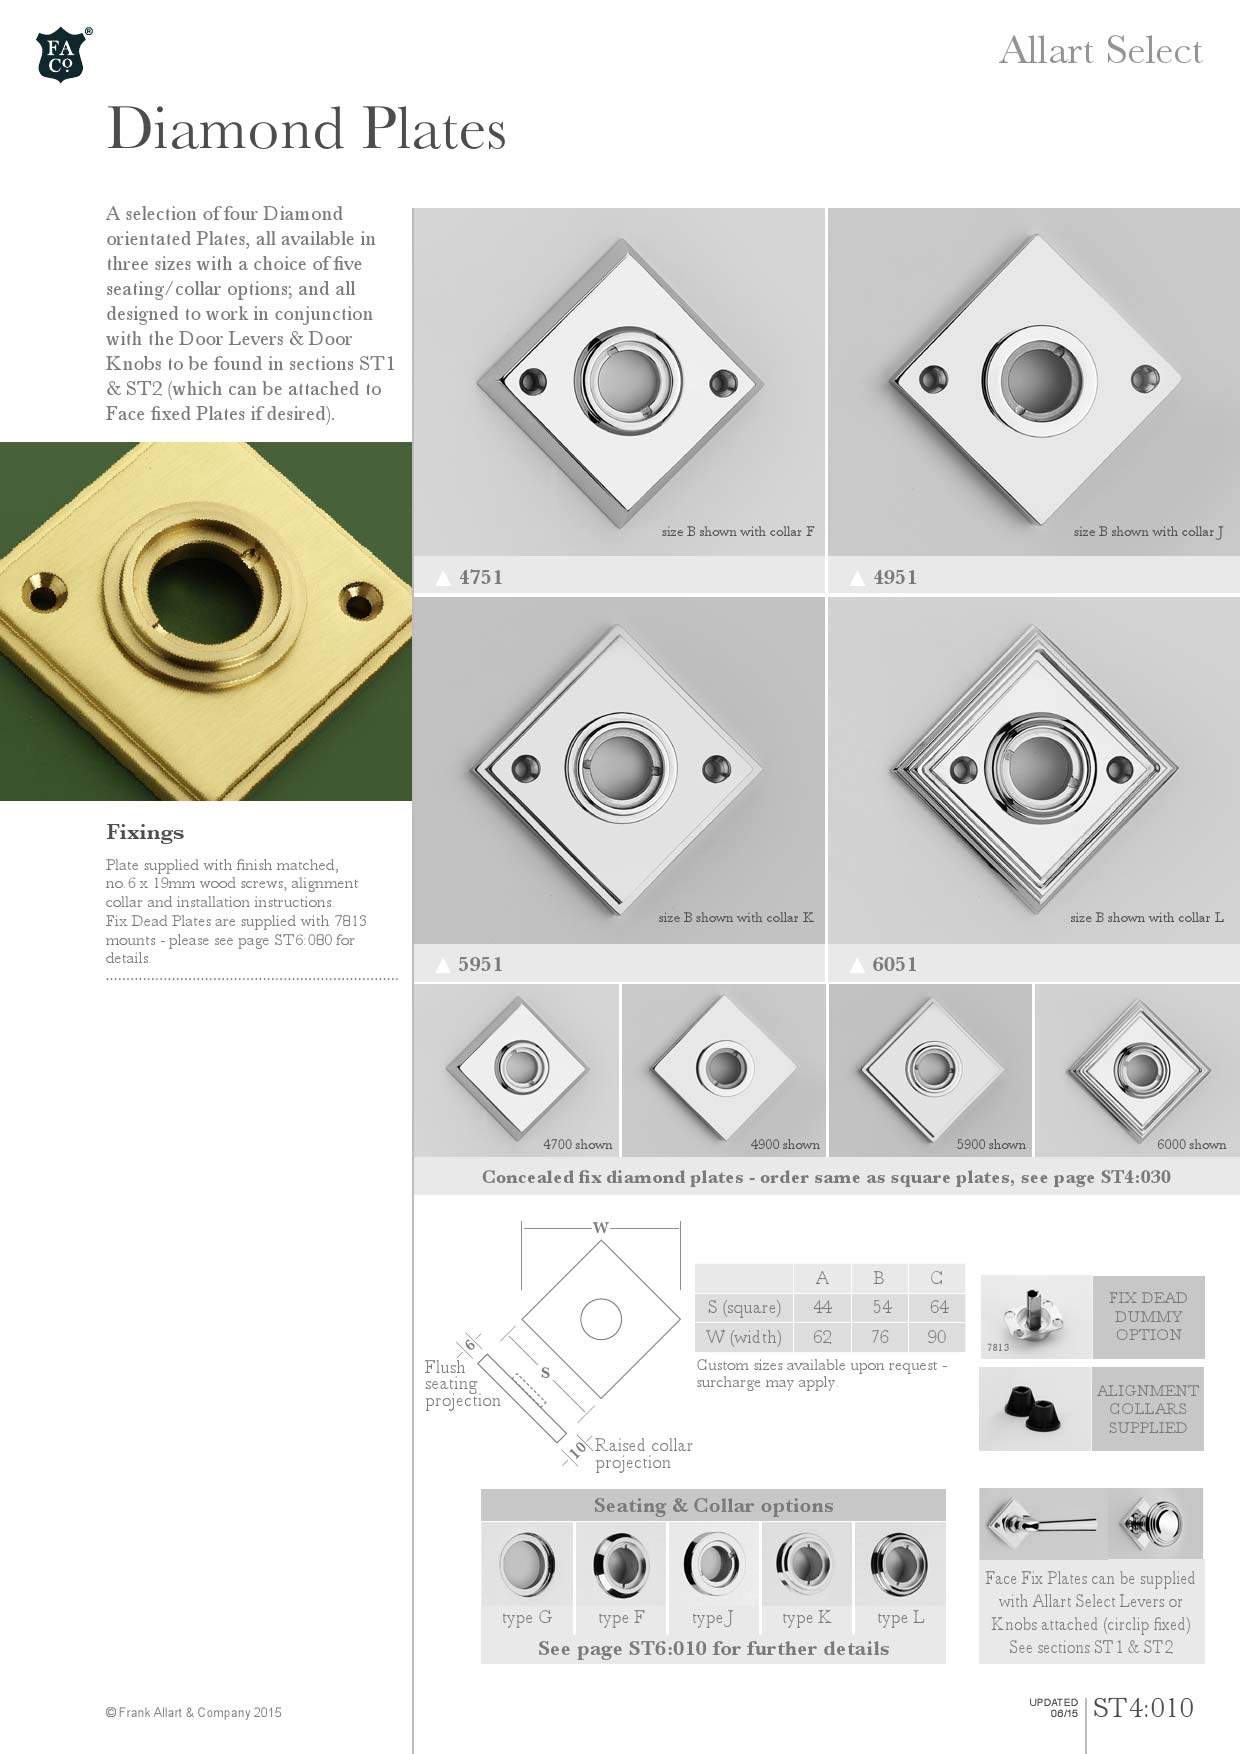 FA
Co.
®
Allart Select
Diamond Plates
A selection of four Diamond
orientated Plates, all available in
three sizes with a choice of five
seating/collar options; and all
designed to work in conjunction
with the Door Levers & Door
Knobs to be found in sections ST1
& ST2 (which can be attached to
Face fixed Plates if desired).
size B shown with collar F
size B shown with collar J
4751
4951
Fixings
Plate supplied with finish matched,
no.6 x 19mm wood screws, alignment
collar and installation instructions.
Fix Dead Plates are supplied with 7813
mounts - please see page ST6:080 for
details.
size B shown with collar K
size B shown with collar L
5951
6051
4700 shown
4900 shown
5900 shown
6000 shown
Concealed fix diamond plates - order same as square plates, see page ST4:030
W
6
Flush
seating
projection
S
10
Raised collar
projection
A B C
S (square) 44 54 64
W (width) 62 76 90
Custom sizes available upon request -
surcharge may apply.
7813
FIX DEAD
DUMMY
OPTION
ALIGNMENT
COLLARS
SUPPLIED
Seating & Collar options
type G type F type J type K type L
See page ST6:010 for further details
Face Fix Plates can be supplied
with Allart Select Levers or
Knobs attached (circlip fixed)
See sections ST1 & ST2
© Frank Allart & Company 2015
UPDATED
06/15
ST4:010